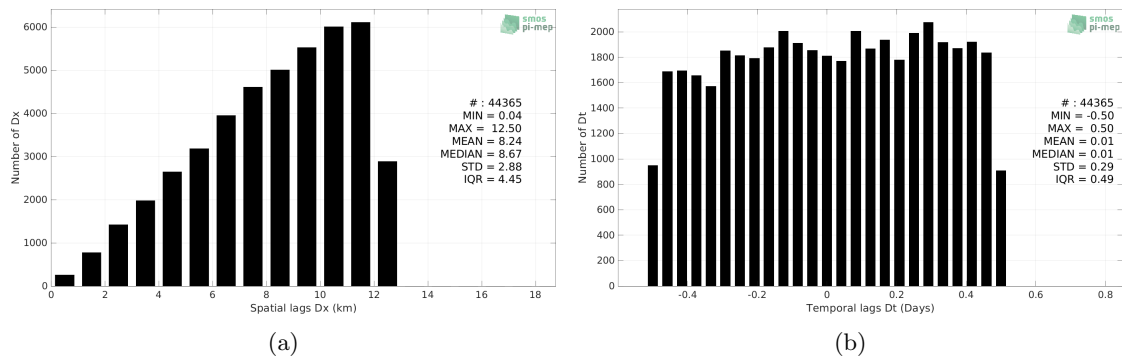 6000
5000
4000
3000
2000
1000
0
Number of Dx
0 2 4 6 8 10 12 14 16 18
Spatial lags Dx (km)
smos
pi-mep
# : 44365
MIN = 0.04
MAX = 12.50
MEAN = 8.24
MEDIAN = 8.67
STD = 2.88
IQR = 4.45
(a)
2000
1800
1600
1400
1200
1000
800
600
400
200
0
Number of Dt
-0.4 -0.2 0 0.2 0.4 0.6 0.8
Temporal lags Dt (Days)
smos
pi-mep
# : 44365
MIN = -0.50
MAX = 0.50
MEAN = 0.01
MEDIAN = 0.01
STD = 0.29
IQR = 0.49
(b)